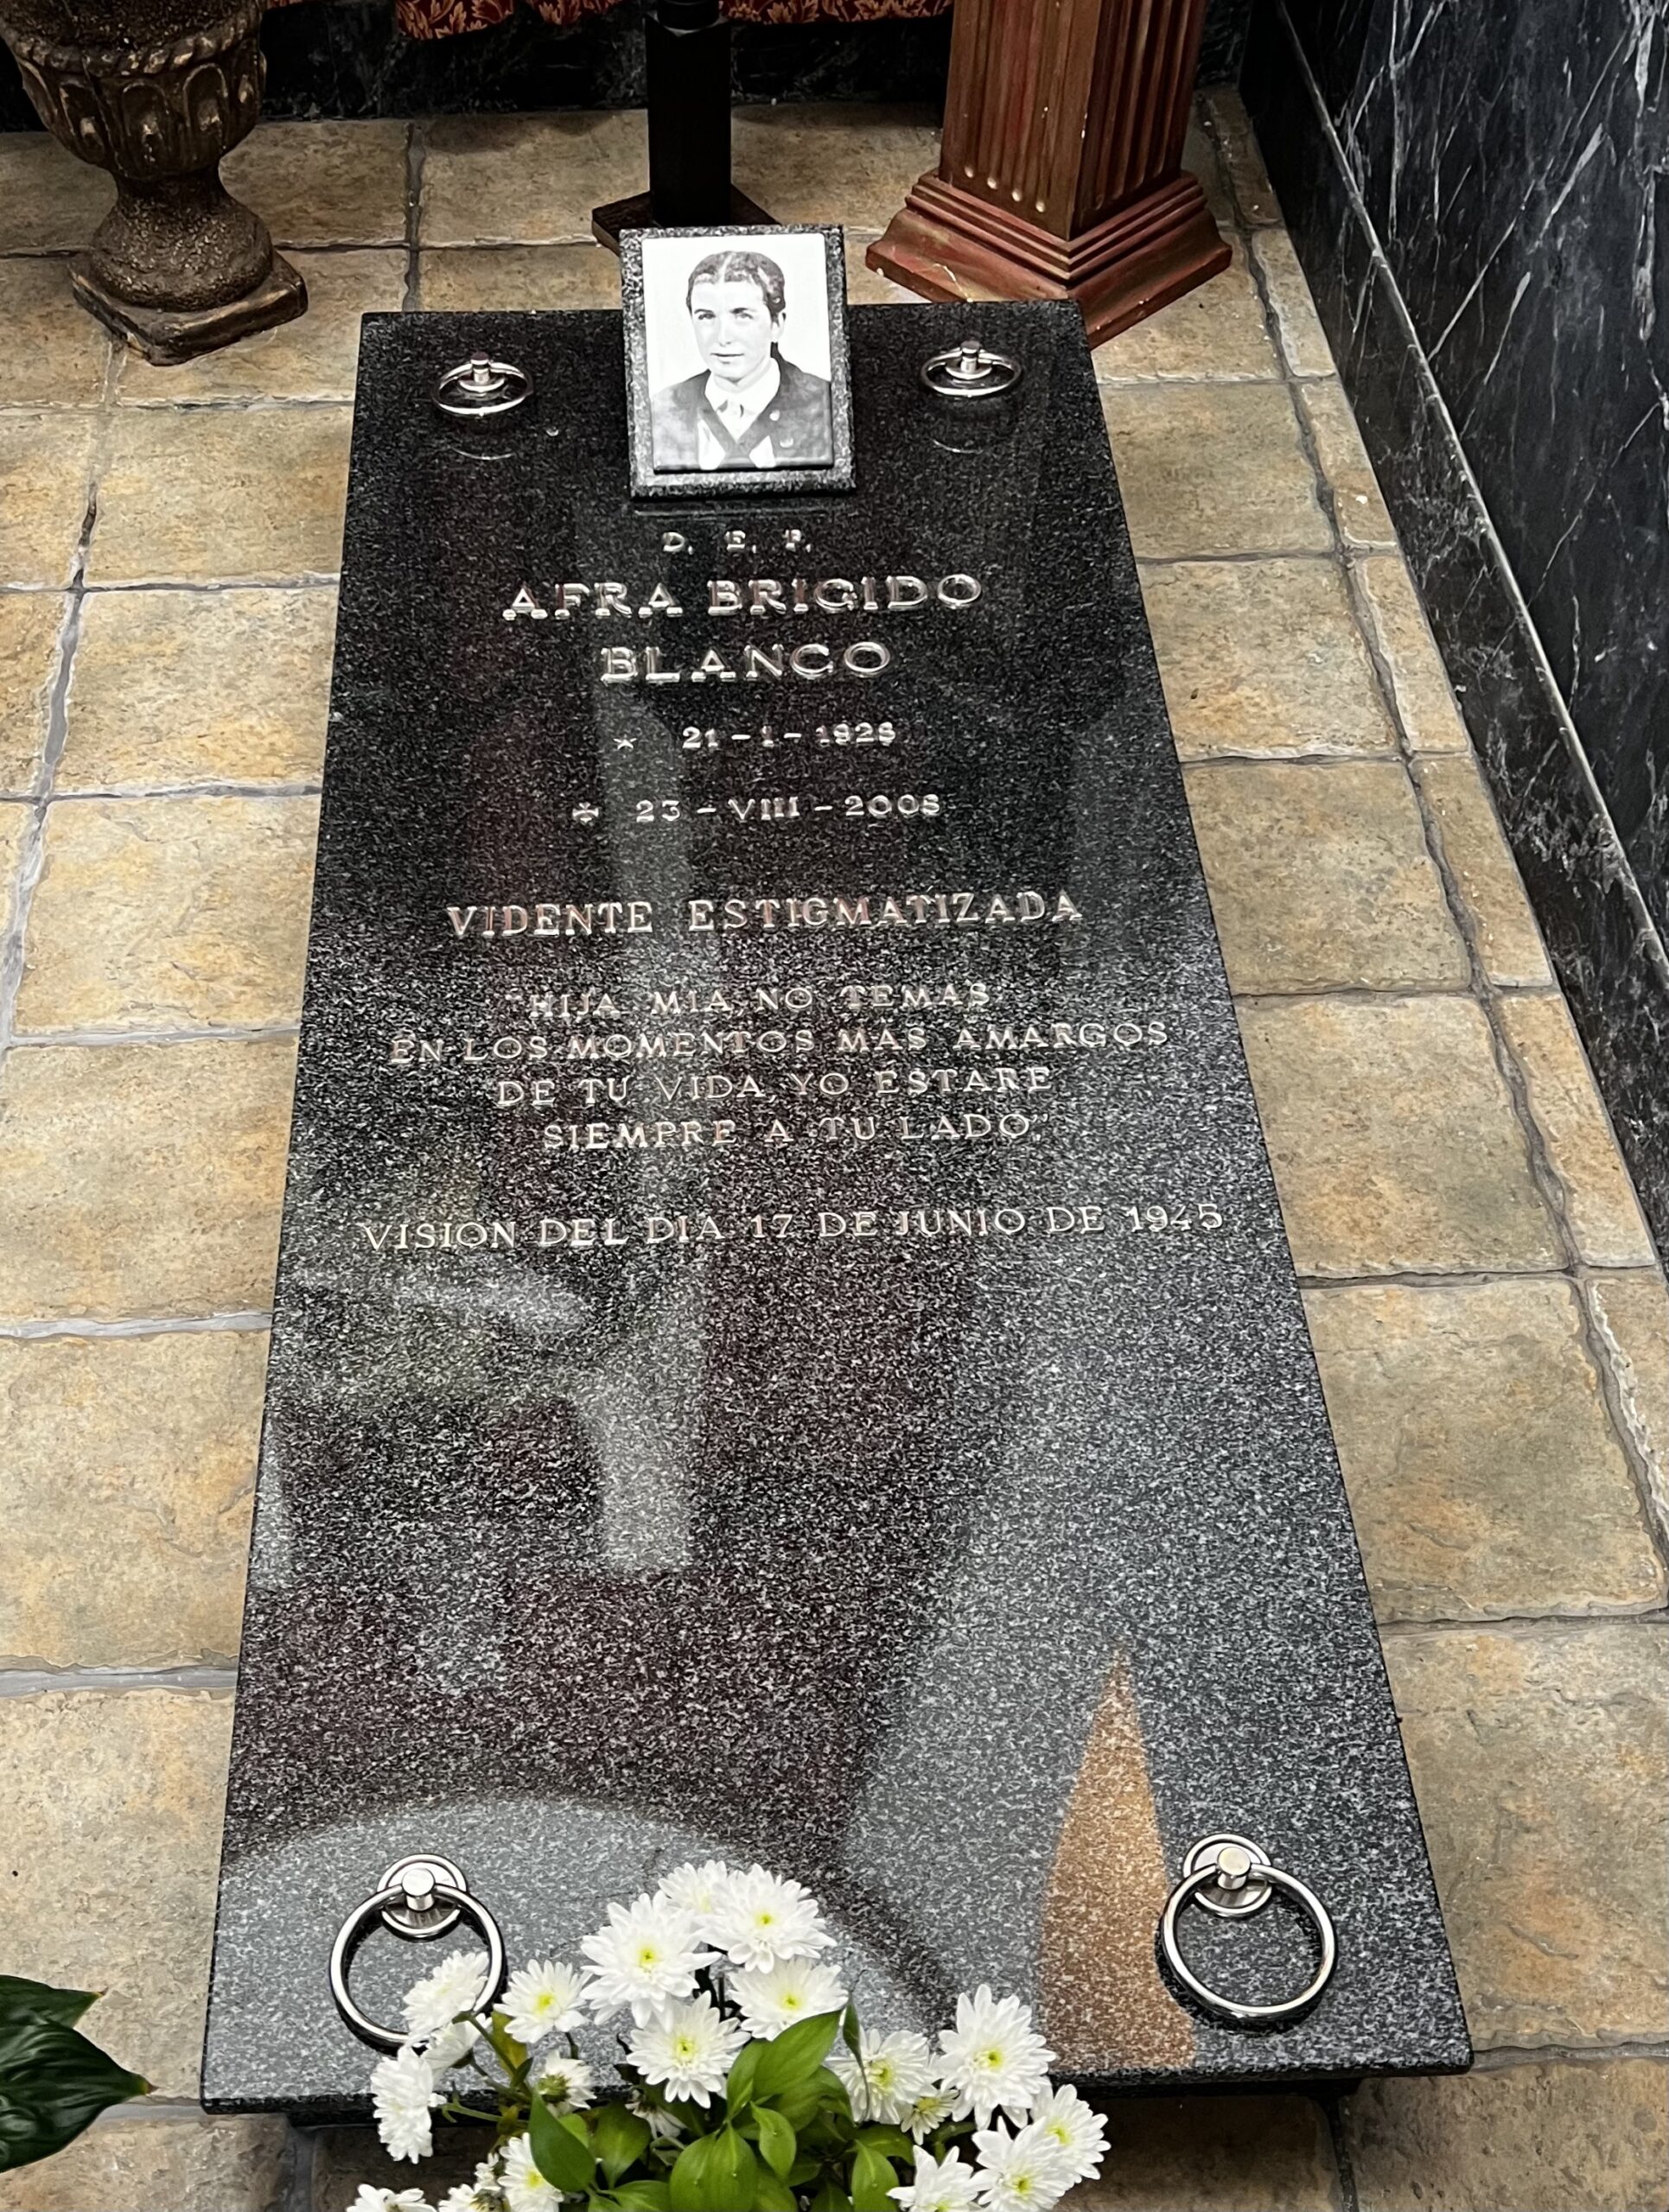 D. E. P.
AFRA BRIGIDO
BLANCO
21-1-1928
23-VIII-2008
VIDENTE ESTIGMATIZADA
"HIJA MIA, NO TEMAS
EN LOS MOMENTOS MAS AMARGOS
DE TU VIDA, YO ESTARE
SIEMPRE A TU LADO."
VISION DEL DIA 17 DE JUNIO DE 1945